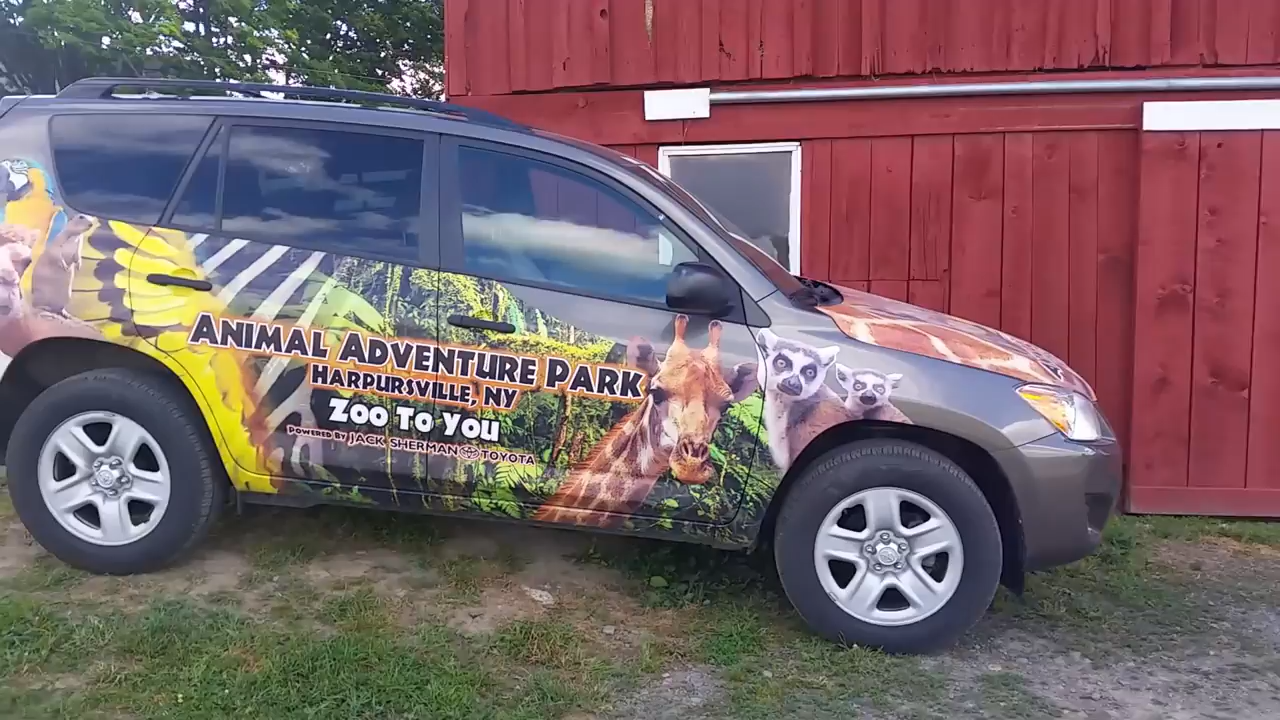 ANIMAL ADVENTURE PARK
HARPURSVILLE, NY
ZOO TO YOU
POWERED BY JACK SHERMAN TOYOTA